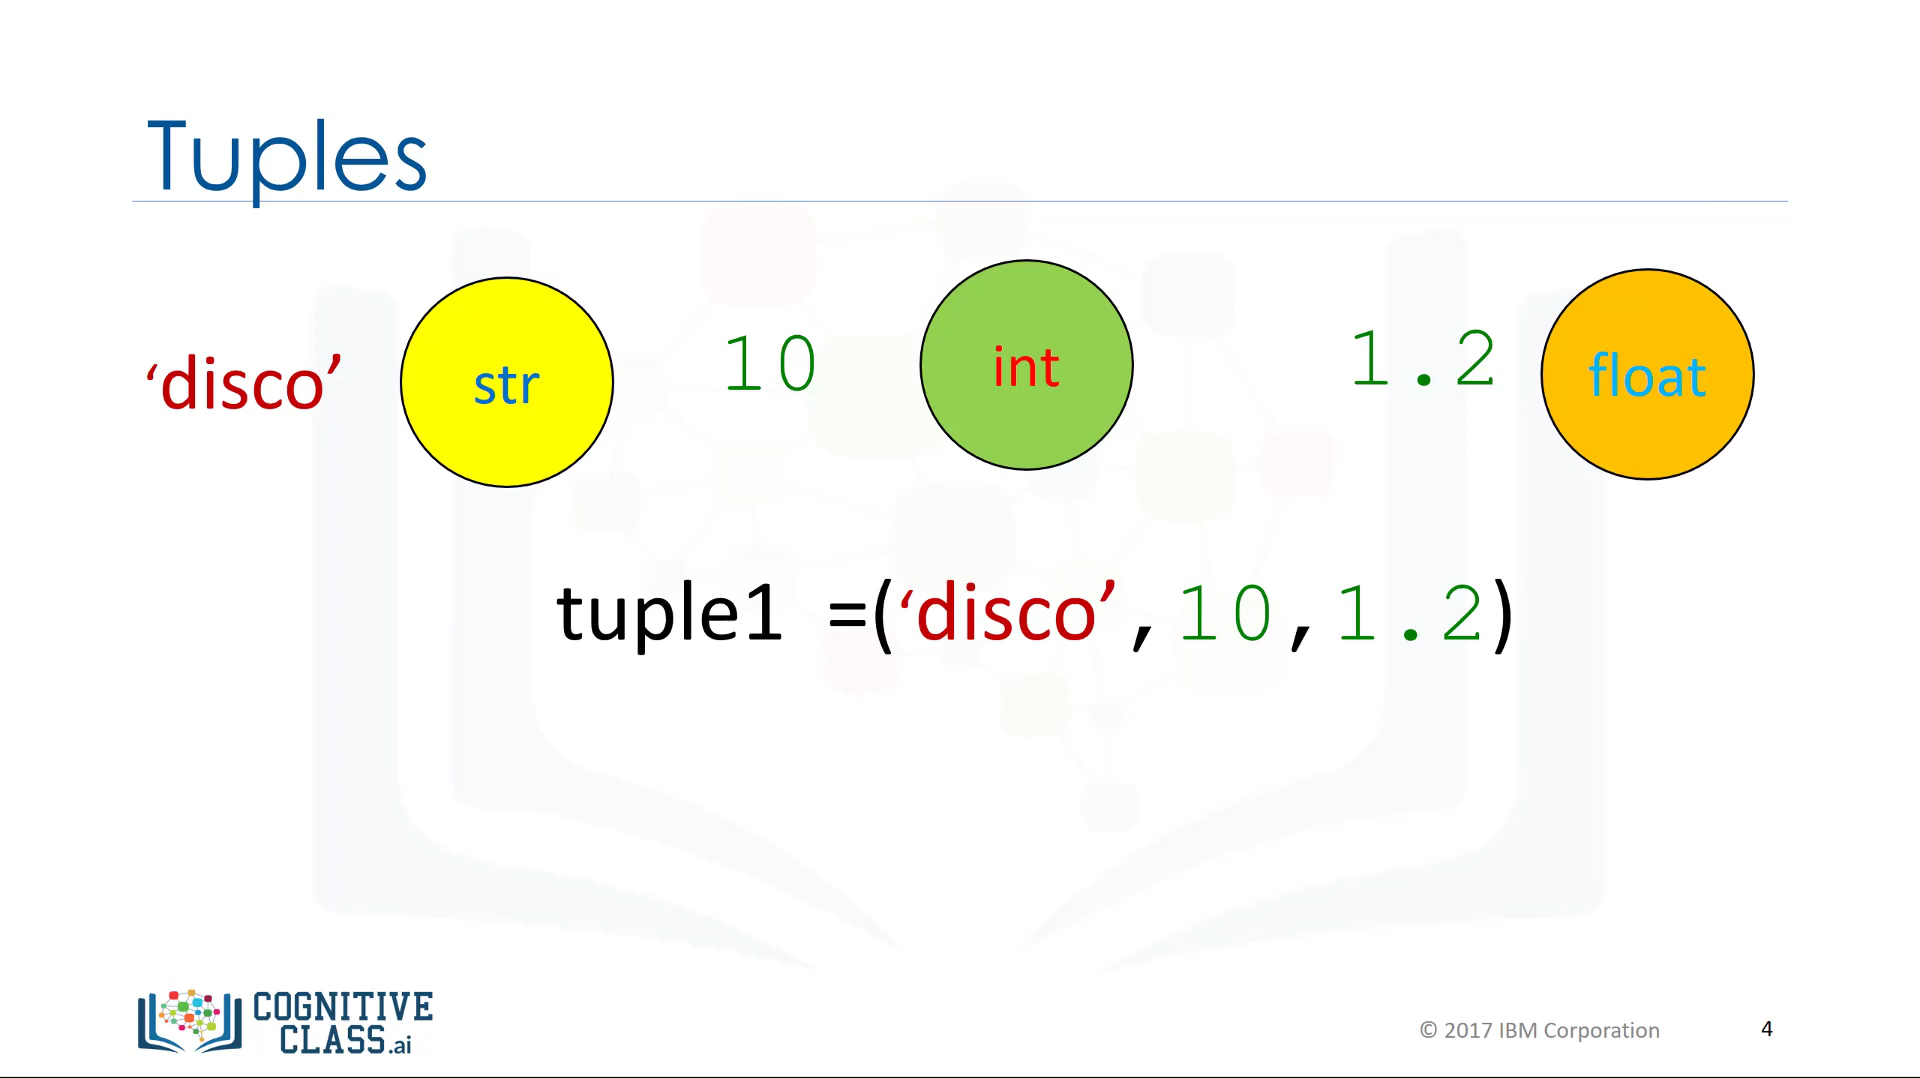 Tuples
‘disco’ str 10 int 1.2 float
tuple1 =(‘disco’,10,1.2)
COGNITIVE
CLASS.ai
© 2017 IBM Corporation 4